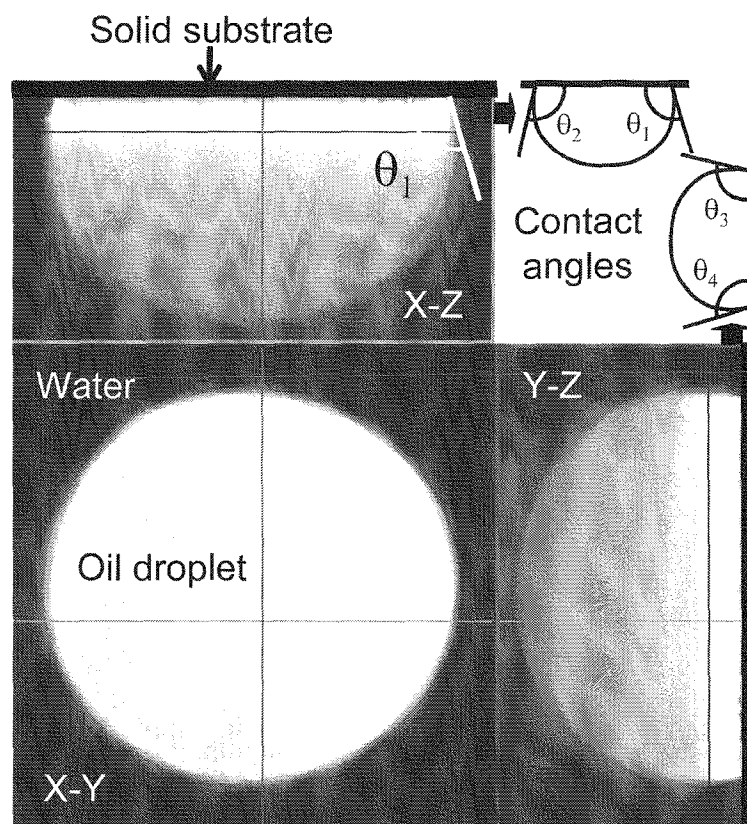 Solid substrate
θ₁
X-Z
θ₂
θ₁
θ₃
Contact
angles
θ₄
Water
Y-Z
Oil droplet
X-Y